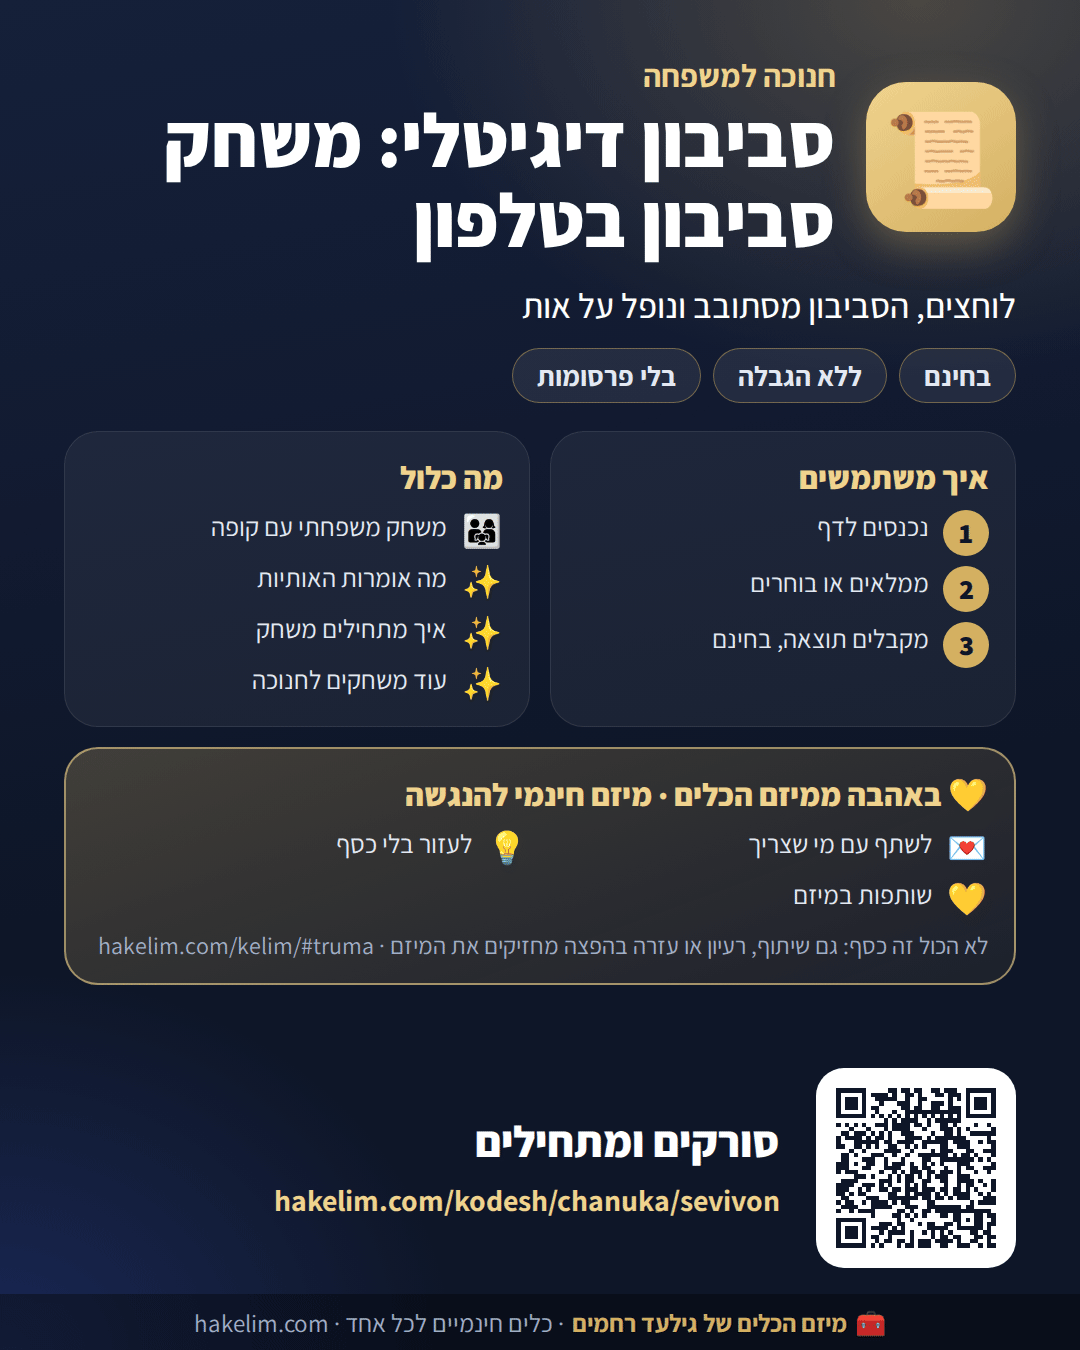 חנוכה למשפחה
סביבון דיגיטלי: משחק
סביבון בטלפון
לוחצים, הסביבון מסתובב ונופל על אות
בחינם
ללא הגבלה
בלי פרסומות
איך משתמשים
1 נכנסים לדף
2 ממלאים או בוחרים
3 מקבלים תוצאה, בחינם
מה כלול
משחק משפחתי עם קופה
מה אומרות האותיות
איך מתחילים משחק
עוד משחקים לחנוכה
באהבה ממיזם הכלים · מיזם חינמי להנגשה
לשתף עם מי שצריך
לעזור בלי כסף
שותפות במיזם
לא הכול זה כסף: גם שיתוף, רעיון או עזרה בהפצה מחזיקים את המיזם · hakelim.com/kelim/#truma
סורקים ומתחילים
hakelim.com/kodesh/chanuka/sevivon
מיזם הכלים של גילעד רחמים · כלים חינמיים לכל אחד · hakelim.com